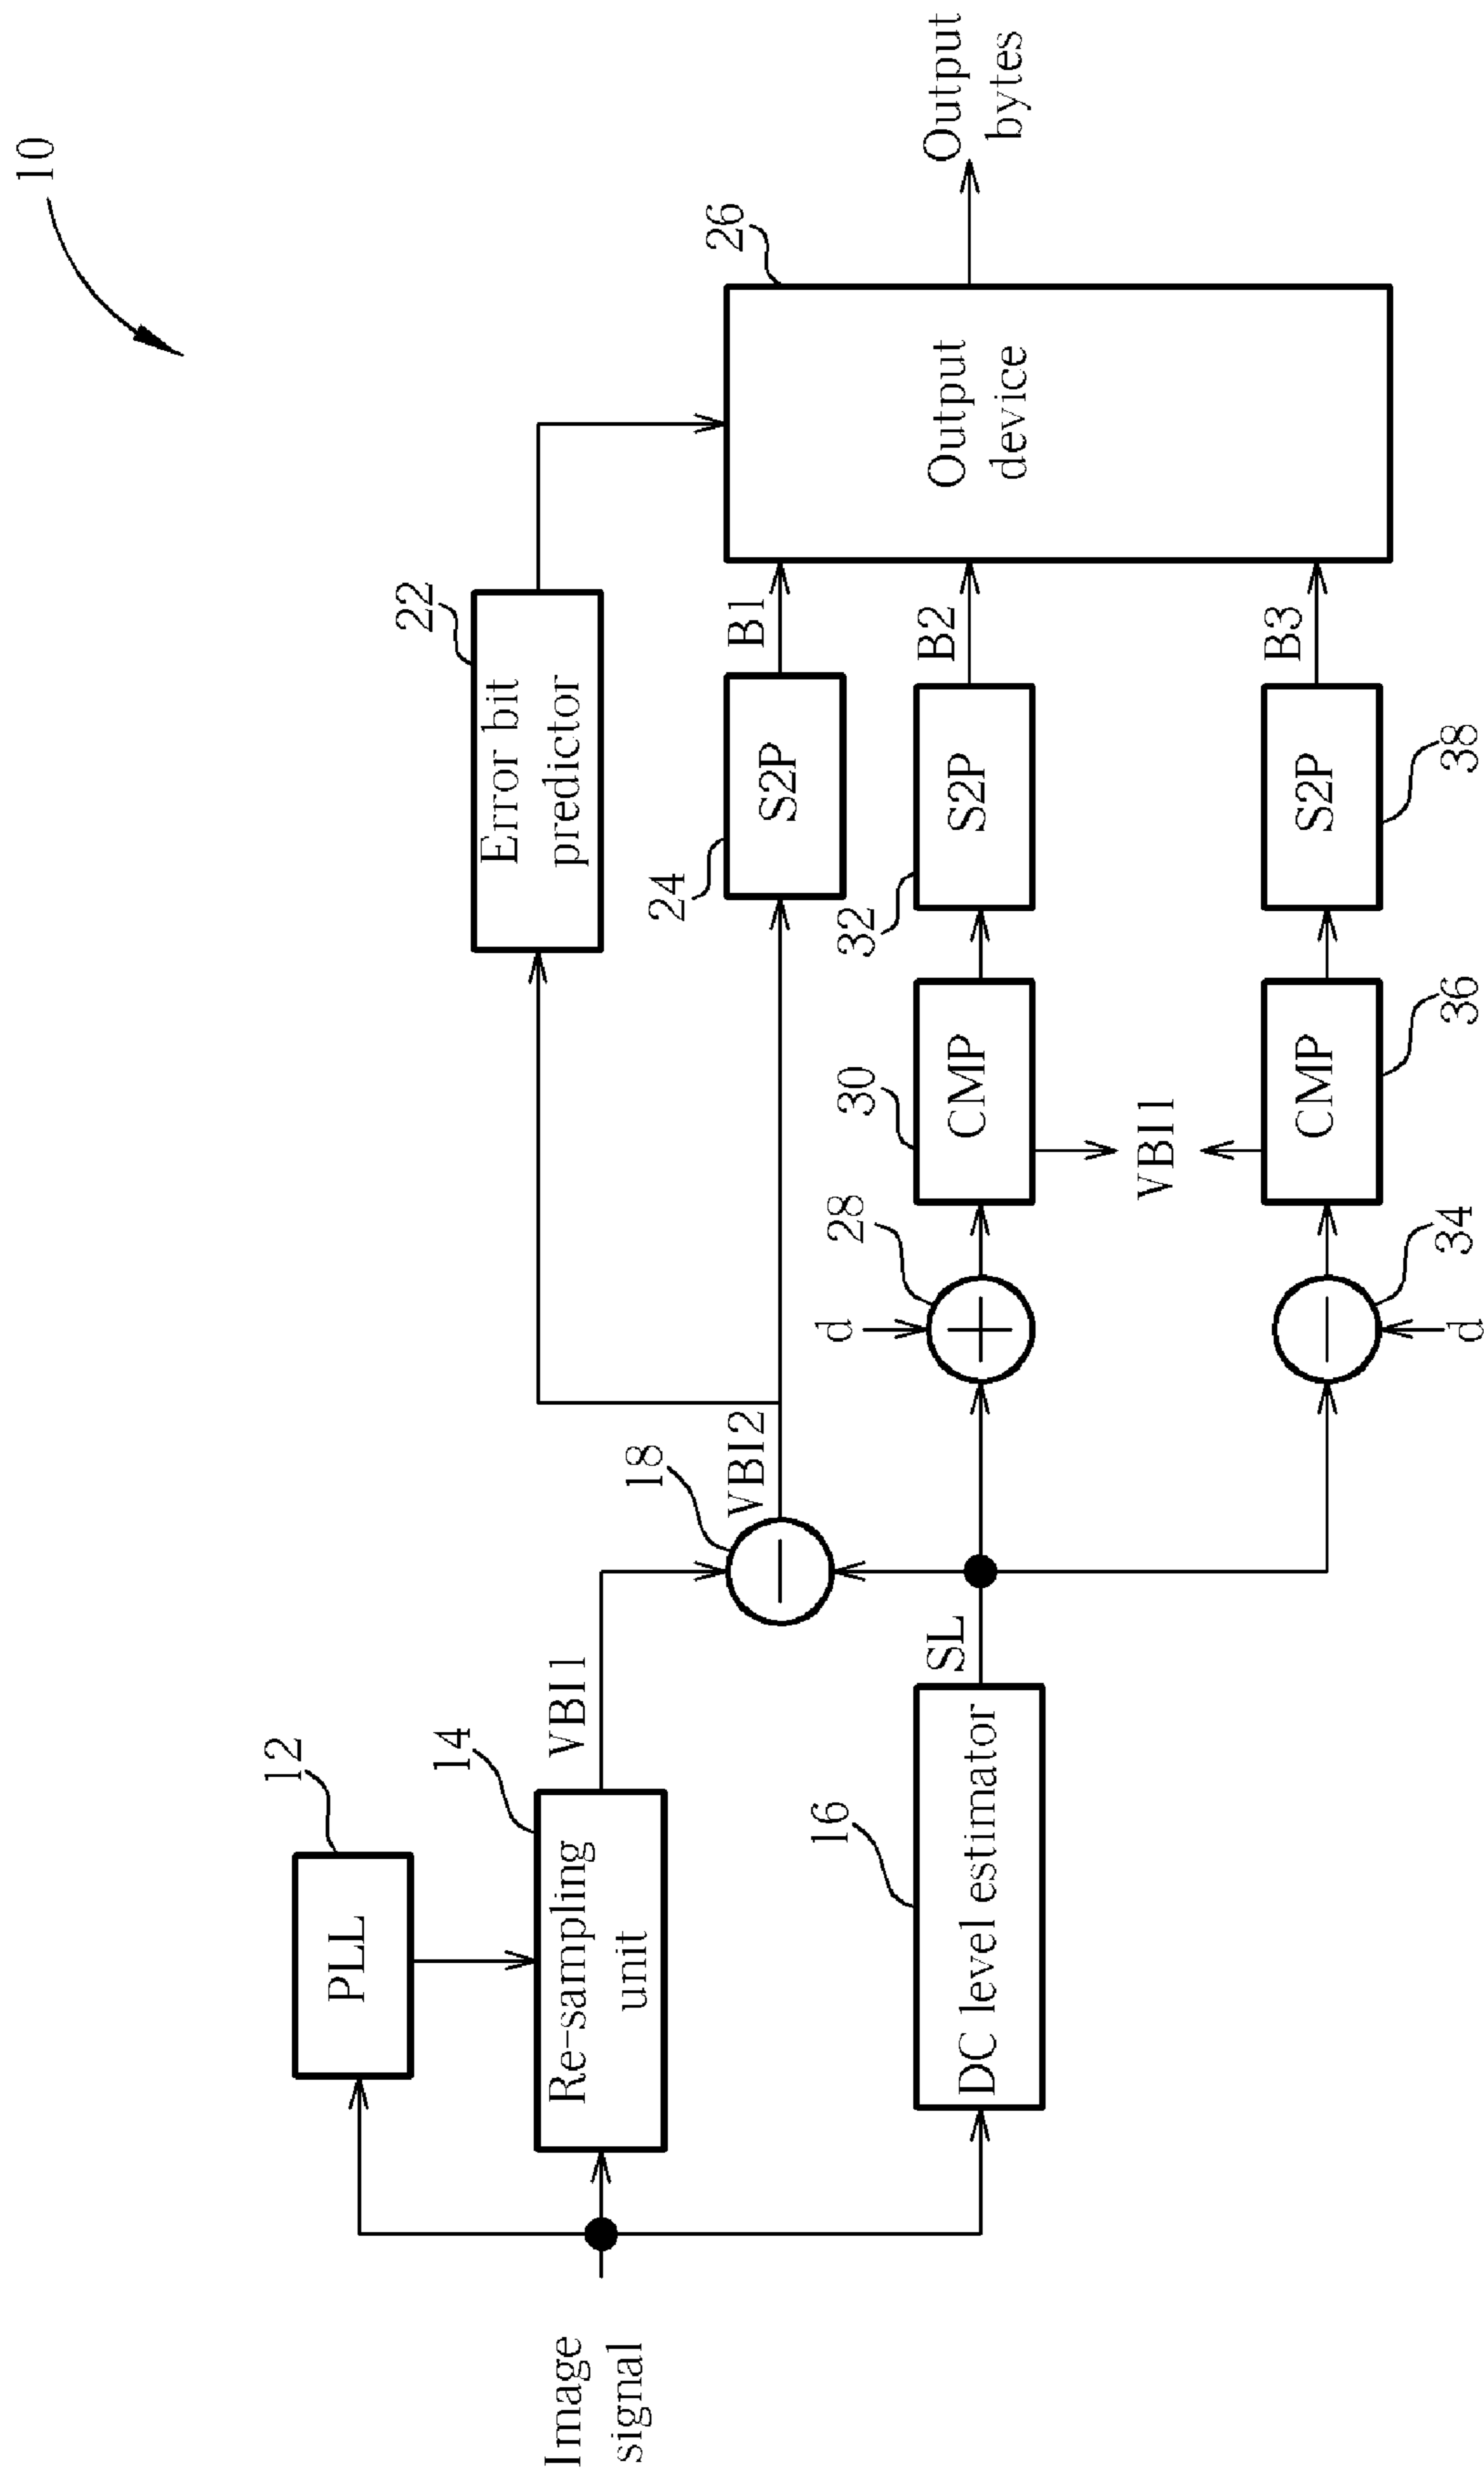 10
Image
signal
PLL
12
Re-sampling
unit
14
VBI1
DC level estimator
16
SL
18
VBI2
Error bit
predictor
22
24
S2P
B1
d
28
30
CMP
32
S2P
B2
VBI1
d
34
CMP
36
S2P
38
B3
Output
device
26
Output
bytes